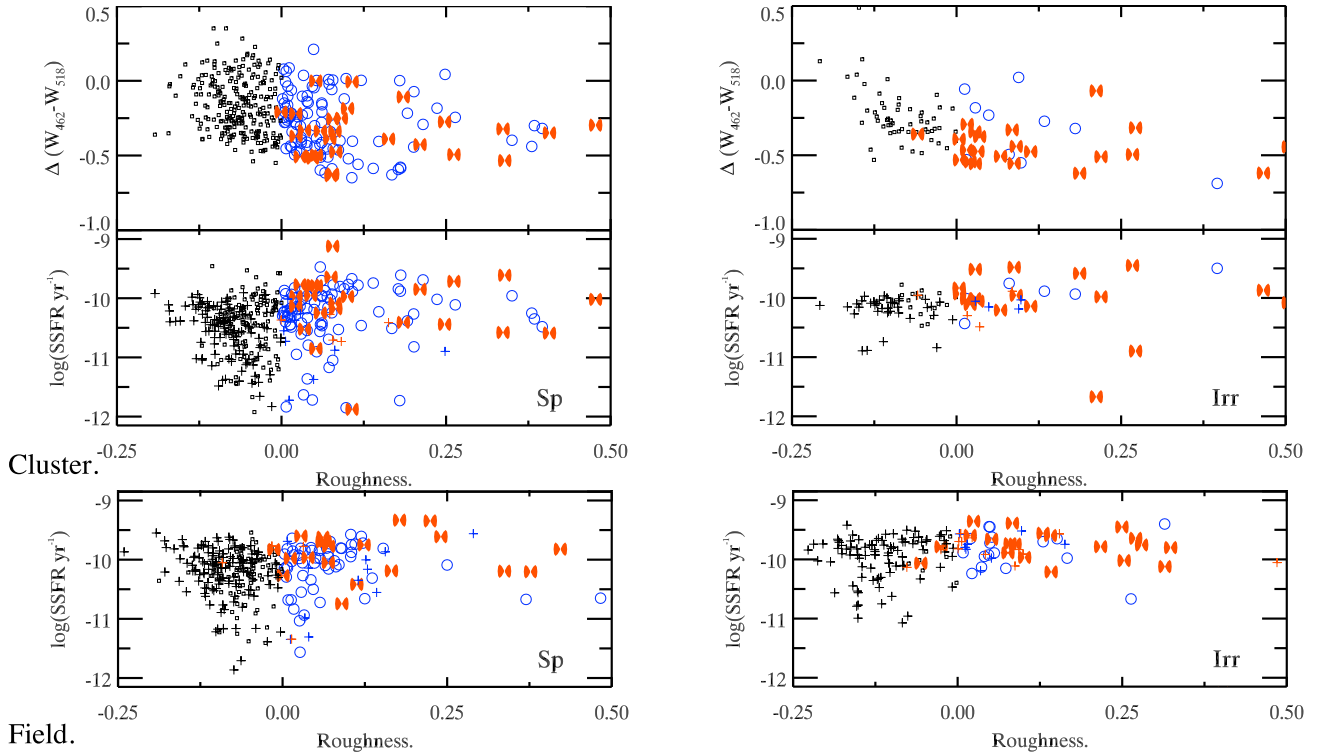 0.5
0.0
-0.5
-1.0
Δ (W462-W518)
-9
-10
-11
-12
log(SSFR yr-1)
Sp
-0.25 0.00 0.25 0.50
Roughness.
0.5
0.0
-0.5
-1.0
Δ (W462-W518)
-9
-10
-11
-12
log(SSFR yr-1)
Irr
-0.25 0.00 0.25 0.50
Roughness.
Cluster.
-9
-10
-11
-12
log(SSFR yr-1)
Sp
-0.25 0.00 0.25 0.50
Roughness.
-9
-10
-11
-12
log(SSFR yr-1)
Irr
-0.25 0.00 0.25 0.50
Roughness.
Field.